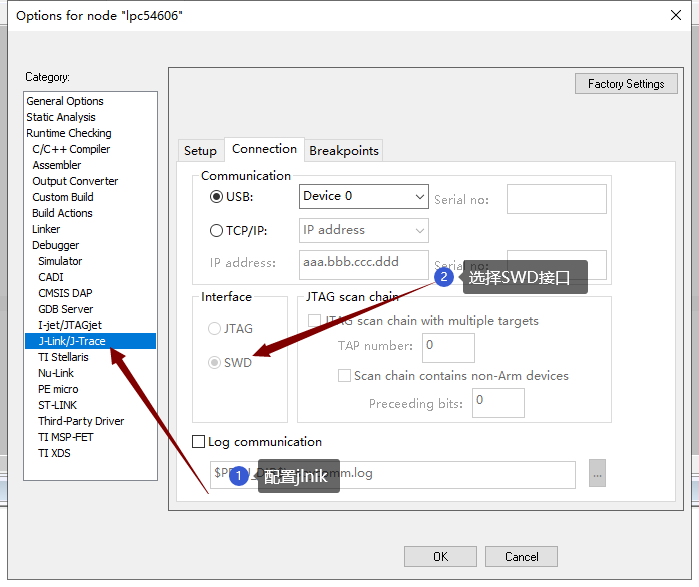 Options for node "lpc54606"
Category:
General Options
Static Analysis
Runtime Checking
C/C++ Compiler
Assembler
Output Converter
Custom Build
Build Actions
Linker
Debugger
Simulator
CADI
CMSIS DAP
GDB Server
I-jet/JTAGjet
J-Link/J-Trace
TI Stellaris
Nu-Link
PE micro
ST-LINK
Third-Party Driver
TI MSP-FET
TI XDS
Factory Settings
Setup Connection Breakpoints
Communication
USB: Device 0 Serial no:
TCP/IP: IP address
IP address: aaa.bbb.ccc.ddd Serial no:
2 选择SWD接口
Interface
JTAG
SWD
JTAG scan chain
JTAG scan chain with multiple targets
TAP number: 0
Scan chain contains non-Arm devices
Preceeding bits: 0
Log communication
comm.log ...
1 配置jlnik
OK Cancel